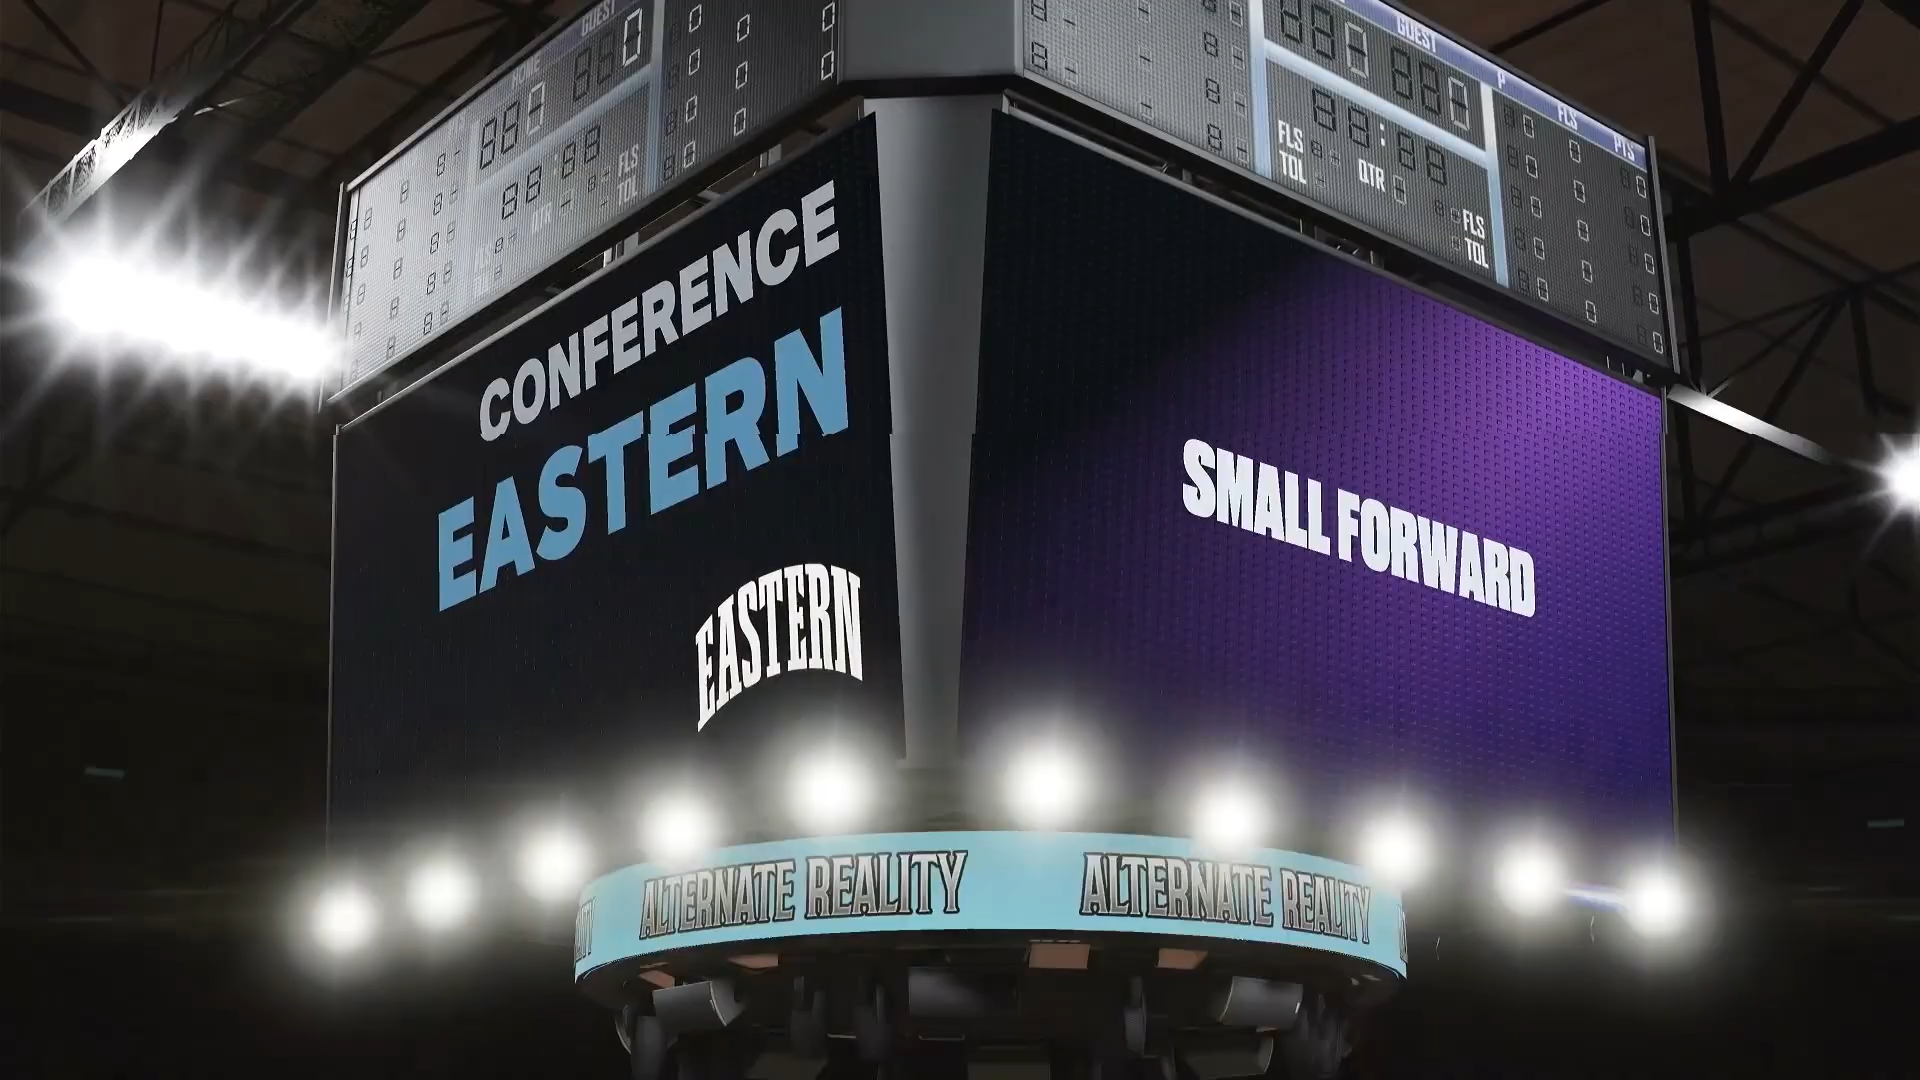 HOME GUEST
FLS
QTR TOL
CONFERENCE
EASTERN
EASTERN
GUEST P FLS PTS
FLS
TOL QTR
FLS
TOL
SMALL FORWARD
ALTERNATE REALITY ALTERNATE REALITY